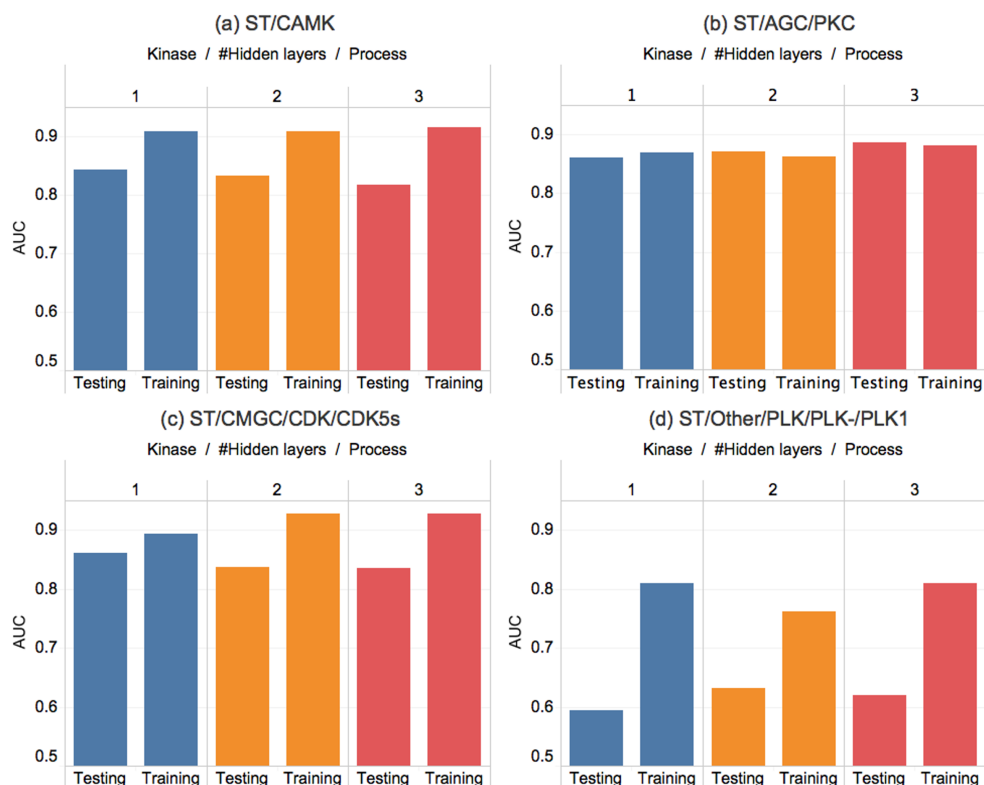 (a) ST/CAMK
Kinase / #Hidden layers / Process
1 2 3
0.9
0.8
0.7
0.6
0.5
AUC
Testing Training Testing Training Testing Training
(b) ST/AGC/PKC
Kinase / #Hidden layers / Process
1 2 3
0.9
0.8
0.7
0.6
0.5
AUC
Testing Training Testing Training Testing Training
(c) ST/CMGC/CDK/CDK5s
Kinase / #Hidden layers / Process
1 2 3
0.9
0.8
0.7
0.6
0.5
AUC
Testing Training Testing Training Testing Training
(d) ST/Other/PLK/PLK-/PLK1
Kinase / #Hidden layers / Process
1 2 3
0.9
0.8
0.7
0.6
0.5
AUC
Testing Training Testing Training Testing Training